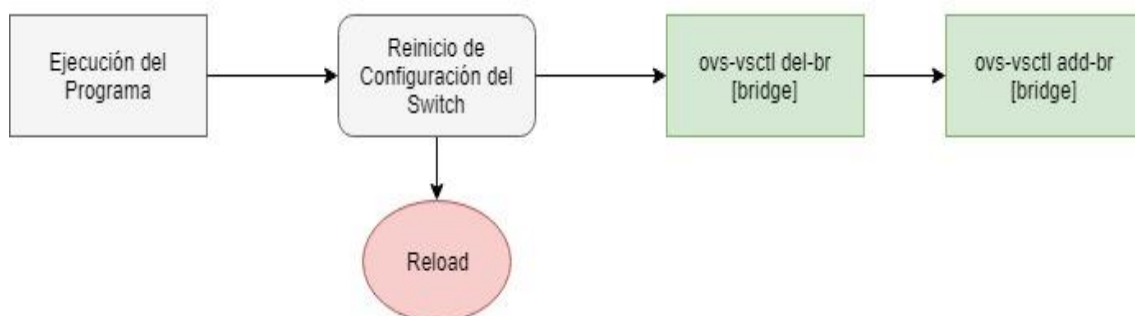 Ejecución del
Programa
Reinicio de
Configuración del
Switch
ovs-vsctl del-br
[bridge]
ovs-vsctl add-br
[bridge]
Reload